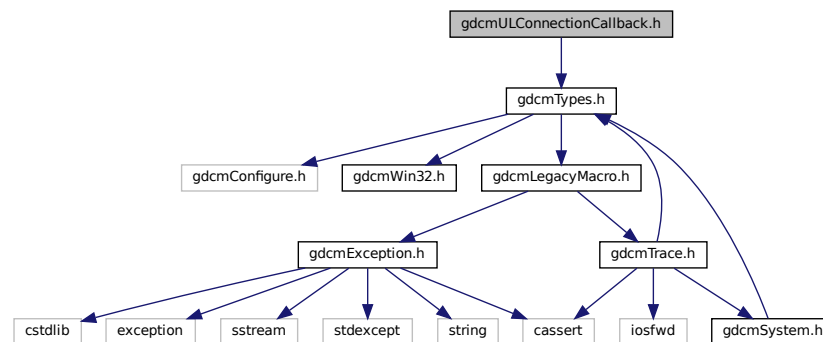 gdcmULConnectionCallback.h
gdcmTypes.h
gdcmConfigure.h
gdcmWin32.h
gdcmLegacyMacro.h
gdcmException.h
gdcmTrace.h
cstdlib
exception
sstream
stdexcept
string
cassert
iosfwd
gdcmSystem.h